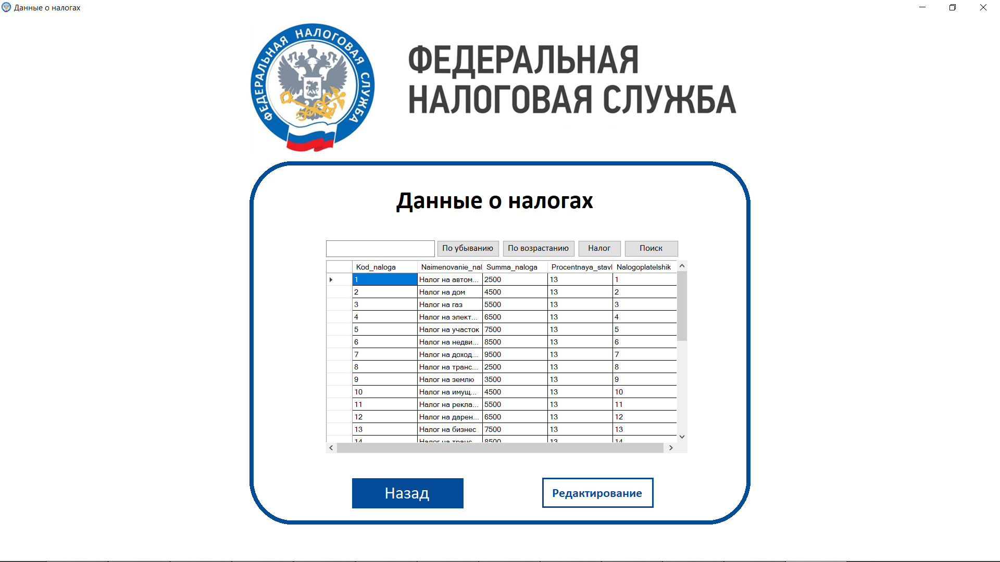 Данные о налогах
ФЕДЕРАЛЬНАЯ НАЛОГОВАЯ СЛУЖБА
ФЕДЕРАЛЬНАЯ
НАЛОГОВАЯ СЛУЖБА
Данные о налогах
По убыванию По возрастанию Налог Поиск
Kod_naloga Naimenovanie_nal Summa_naloga Procentnaya_stavl Nalogoplatelshik
1 Налог на автом... 2500 13 1
2 Налог на дом 4500 13 2
3 Налог на газ 5500 13 3
4 Налог на элект... 6500 13 4
5 Налог на участок 7500 13 5
6 Налог на недви... 8500 13 6
7 Налог на доход... 9500 13 7
8 Налог на транс... 2500 13 8
9 Налог на землю 3500 13 9
10 Налог на имущ... 4500 13 10
11 Налог на рекла... 5500 13 11
12 Налог на дарен... 6500 13 12
13 Налог на бизнес 7500 13 13
14 Налог на транс... 8500 13 14
Назад Редактирование